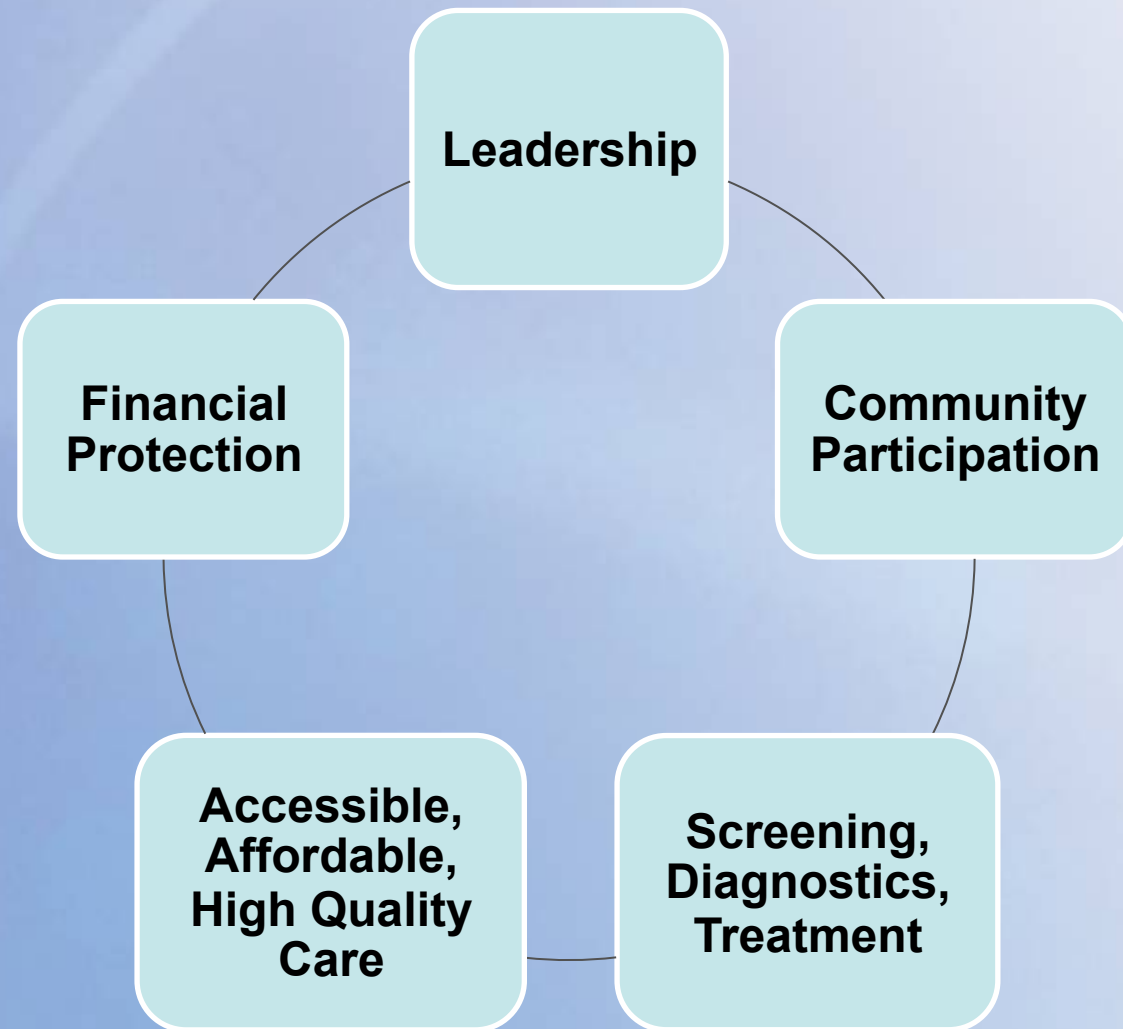 Leadership
Financial
Protection
Community
Participation
Accessible,
Affordable,
High Quality
Care
Screening,
Diagnostics,
Treatment